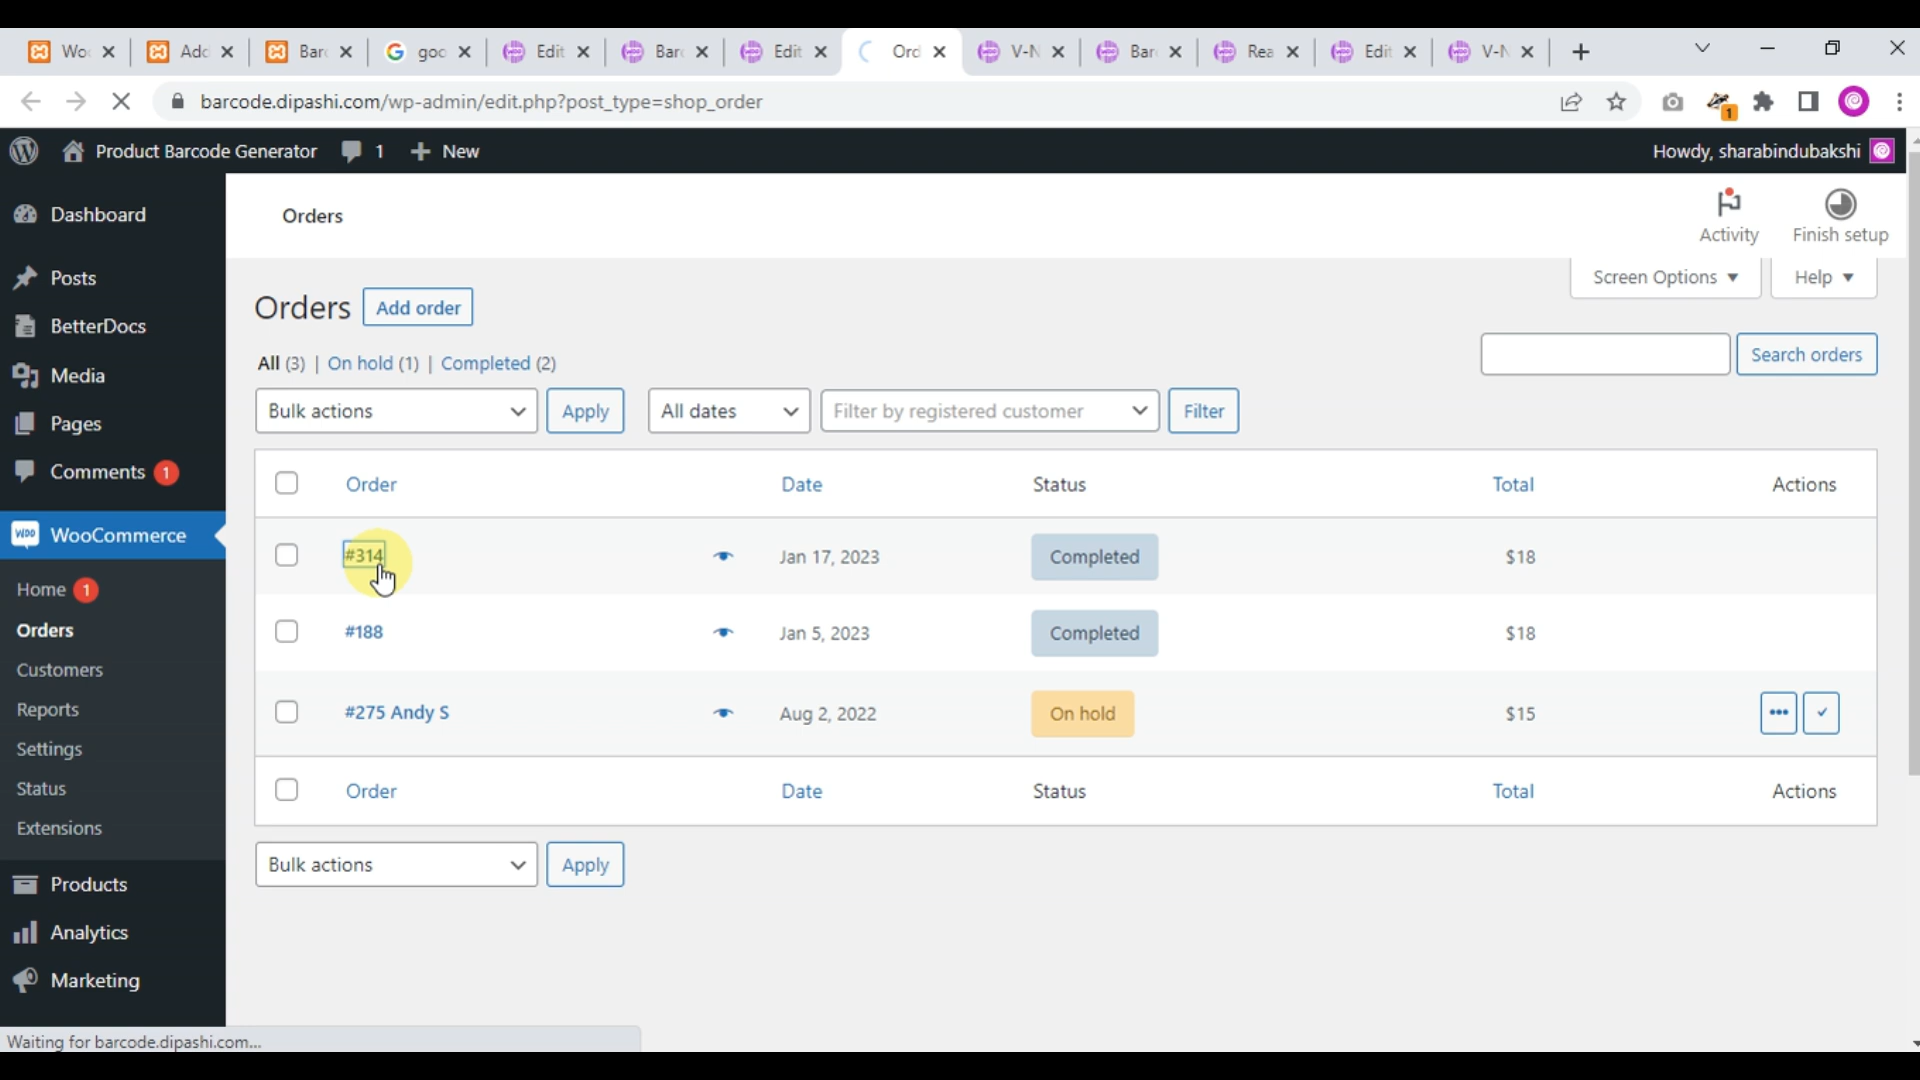 Wo Add Bar goo Edit Bar Edit Ord V-N Bar Rea Edit V-N
barcode.dipashi.com/wp-admin/edit.php?post_type=shop_order 1
Product Barcode Generator 1 New Howdy, sharabindubakshi
Dashboard
Posts
BetterDocs
Media
Pages
Comments 1
WooCommerce
Home 1
Orders
Customers
Reports
Settings
Status
Extensions
Products
Analytics
Marketing
Orders Activity Finish setup
Screen Options Help
Orders Add order
Search orders
All (3) | On hold (1) | Completed (2)
Bulk actions Apply All dates Filter by registered customer Filter
Order Date Status Total Actions
#314 Jan 17, 2023 Completed $18
#188 Jan 5, 2023 Completed $18
#275 Andy S Aug 2, 2022 On hold $15
Order Date Status Total Actions
Bulk actions Apply
Waiting for barcode.dipashi.com...